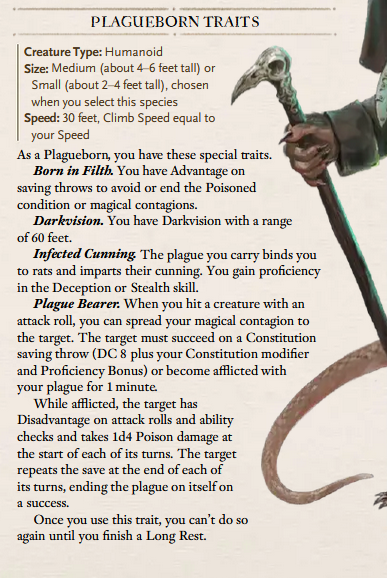 PLAGUEBORN TRAITS
Creature Type: Humanoid
Size: Medium (about 4–6 feet tall) or
Small (about 2–4 feet tall), chosen
when you select this species
Speed: 30 feet, Climb Speed equal to
your Speed
As a Plagueborn, you have these special traits.
Born in Filth. You have Advantage on
saving throws to avoid or end the Poisoned
condition or magical contagions.
Darkvision. You have Darkvision with a range
of 60 feet.
Infected Cunning. The plague you carry binds you
to rats and imparts their cunning. You gain proficiency
in the Deception or Stealth skill.
Plague Bearer. When you hit a creature with an
attack roll, you can spread your magical contagion to
the target. The target must succeed on a Constitution
saving throw (DC 8 plus your Constitution modifier
and Proficiency Bonus) or become afflicted with
your plague for 1 minute.
While afflicted, the target has
Disadvantage on attack rolls and ability
checks and takes 1d4 Poison damage at
the start of each of its turns. The target
repeats the save at the end of each of
its turns, ending the plague on itself on
a success.
Once you use this trait, you can't do so
again until you finish a Long Rest.